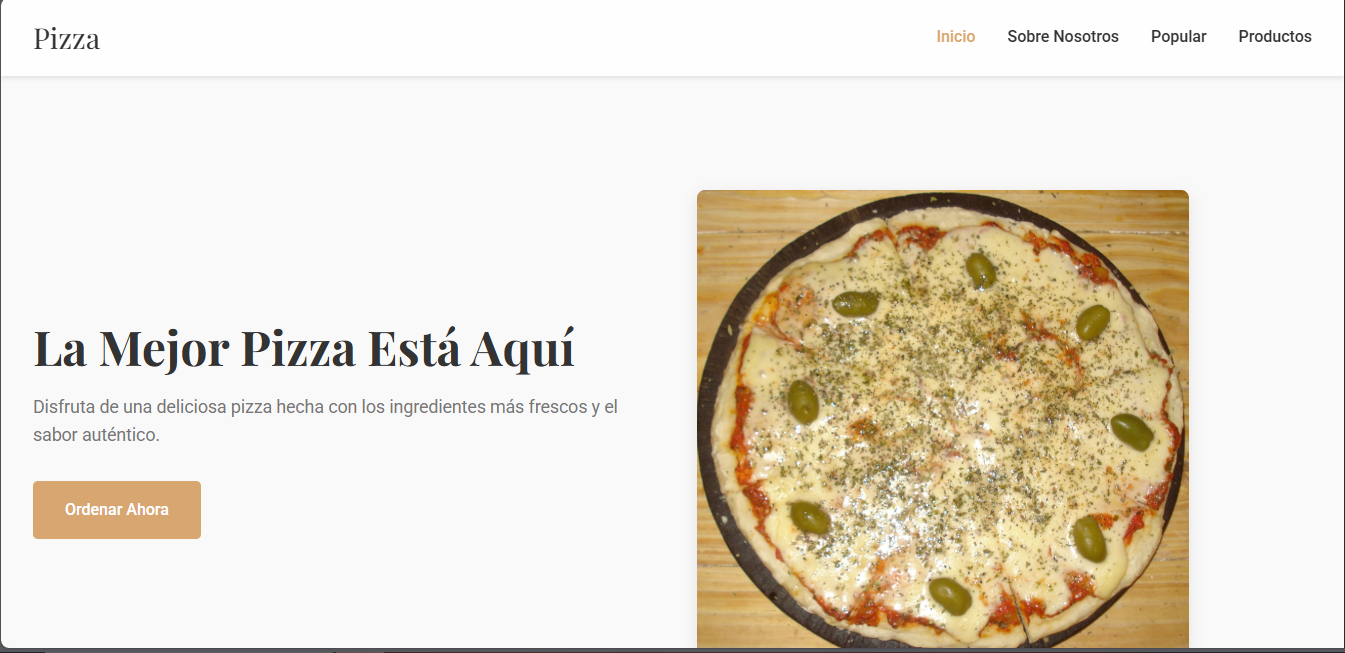 Pizza
Inicio Sobre Nosotros Popular Productos
La Mejor Pizza Está Aquí
Disfruta de una deliciosa pizza hecha con los ingredientes más frescos y el
sabor auténtico.
Ordenar Ahora